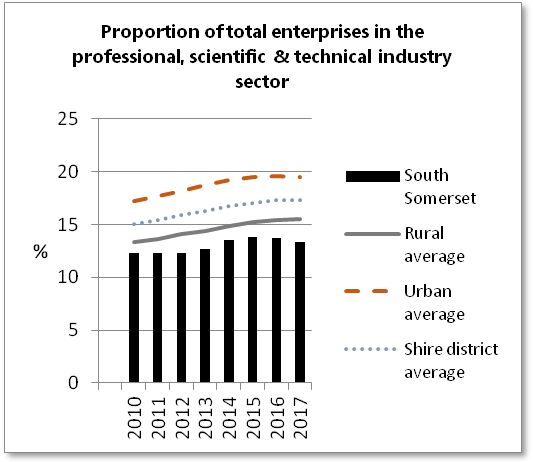 Proportion of total enterprises in the
professional, scientific & technical industry
sector
25
20
15
10
5
0
%
2010
2011
2012
2013
2014
2015
2016
2017
South
Somerset
Rural
average
Urban
average
Shire district
average